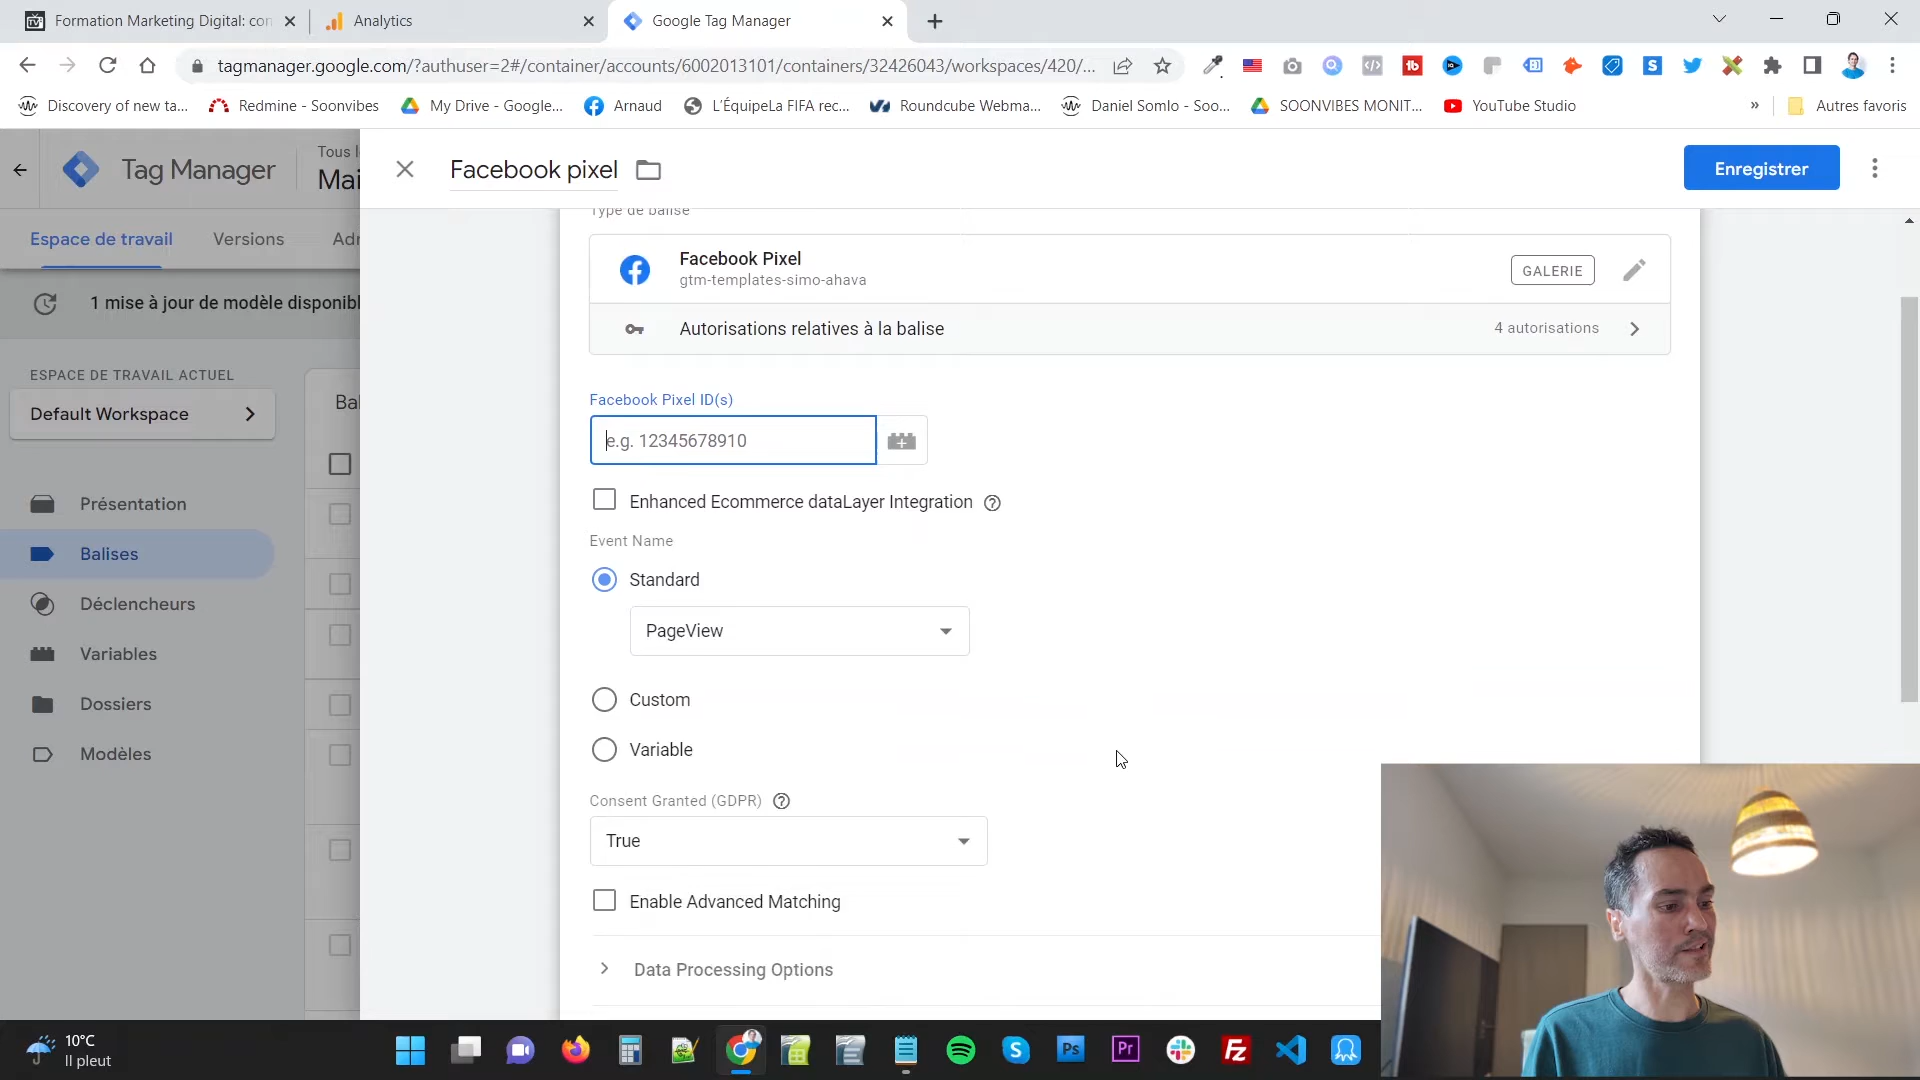 Formation Marketing Digital: con
Analytics
Google Tag Manager
tagmanager.google.com/?authuser=2#/container/accounts/6002013101/containers/32426043/workspaces/420/...
Discovery of new ta...
Redmine - Soonvibes
My Drive - Google...
Arnaud
L'ÉquipeLa FIFA rec...
Roundcube Webma...
Daniel Somlo - Soo...
SOONVIBES MONIT...
YouTube Studio
»
Autres favoris
Tag Manager
Tous l
Mai
Facebook pixel
Enregistrer
Espace de travail
Versions
Adr
Type de balise
1 mise à jour de modèle disponibl
Facebook Pixel
gtm-templates-simo-ahava
GALERIE
Autorisations relatives à la balise
4 autorisations
ESPACE DE TRAVAIL ACTUEL
Default Workspace
Bal
Facebook Pixel ID(s)
e.g. 12345678910
Présentation
Balises
Déclencheurs
Variables
Dossiers
Modèles
Enhanced Ecommerce dataLayer Integration
Event Name
Standard
PageView
Custom
Variable
Consent Granted (GDPR)
True
Enable Advanced Matching
Data Processing Options
10°C
Il pleut